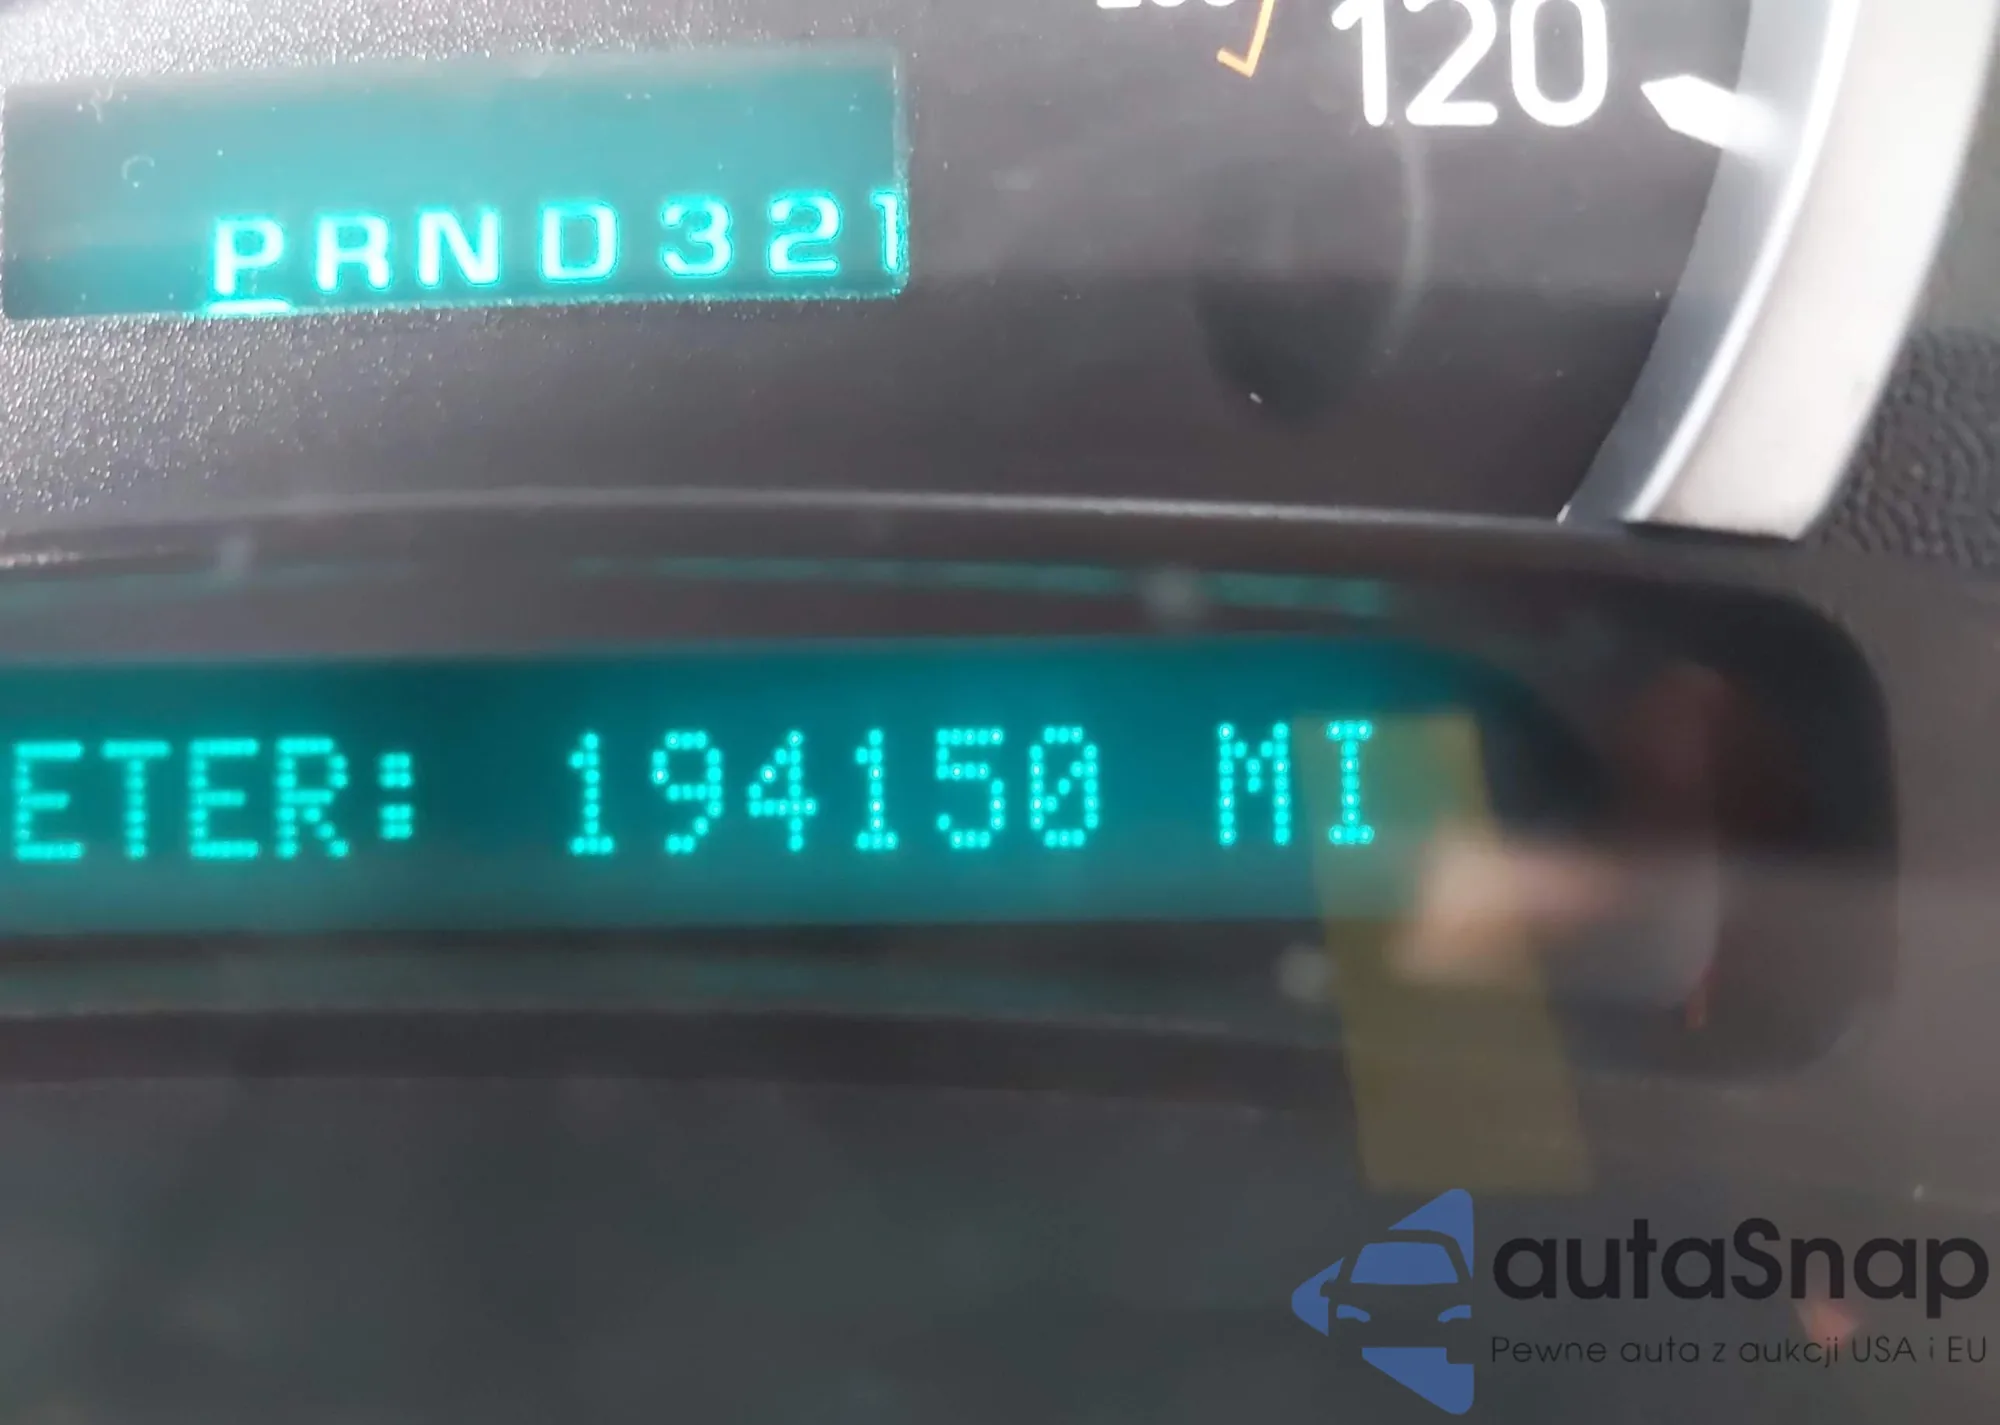 120
PRND321
ETER: 194150 MI
autaSnap
Pewne auta z aukcji USA i EU